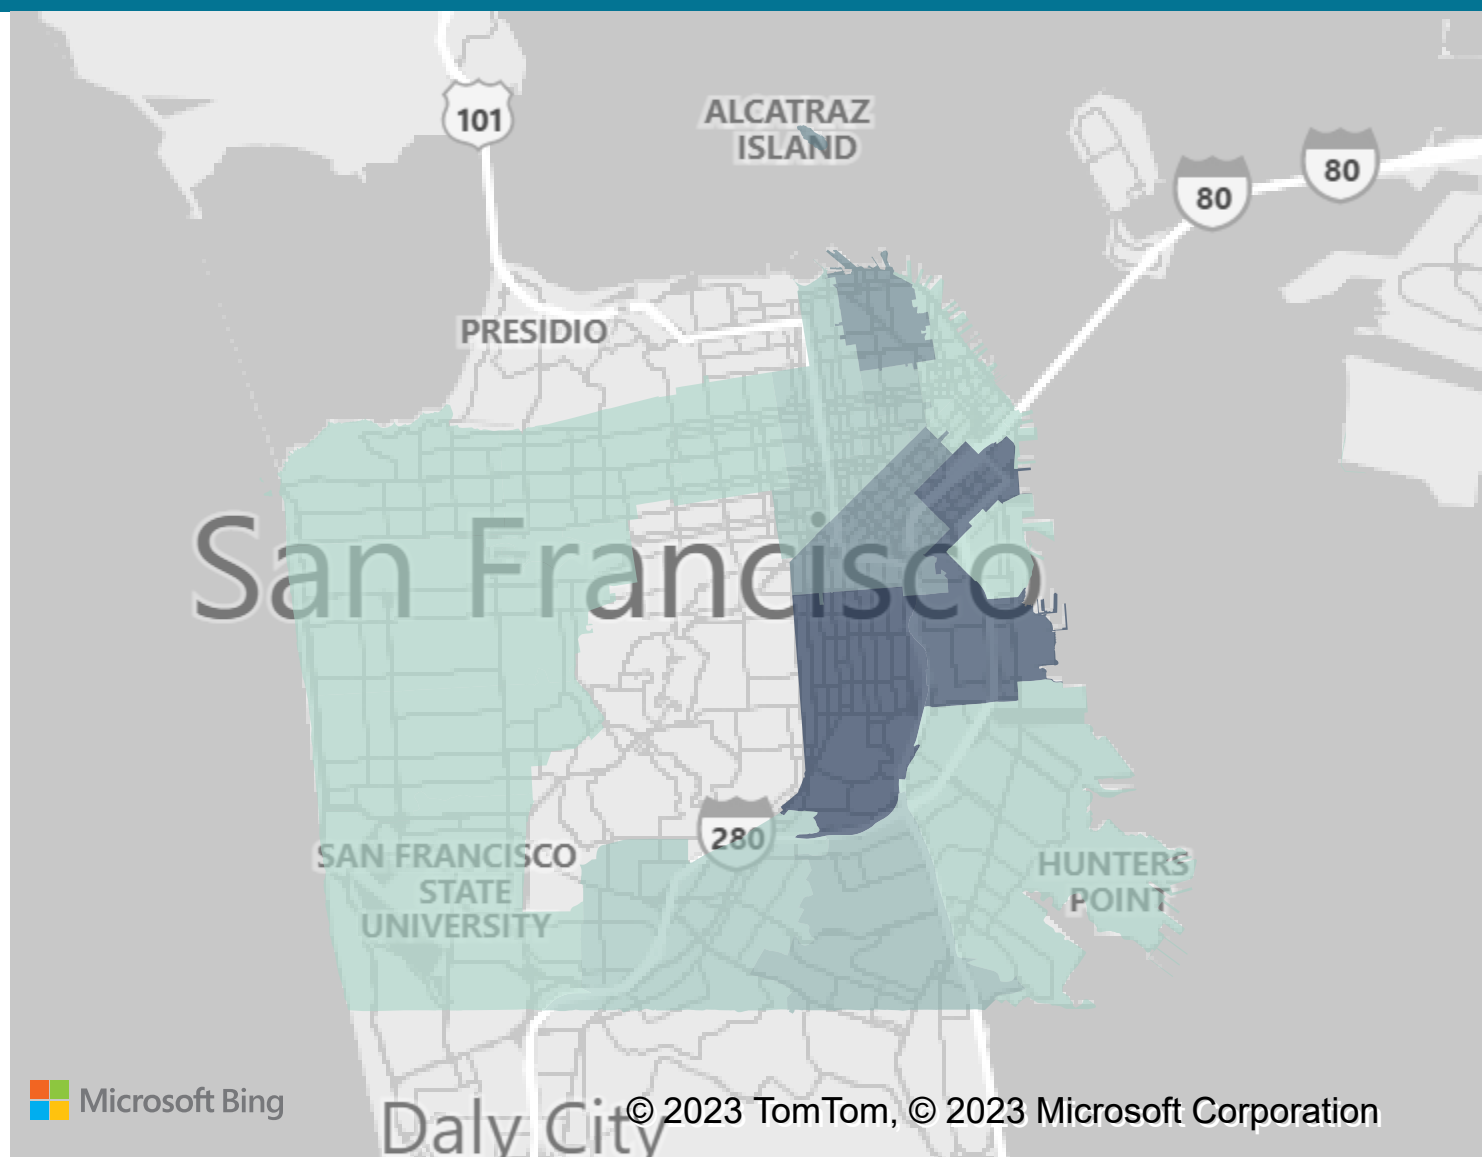 101
ALCATRAZ
ISLAND
80
80
PRESIDIO
San Francisco
280
SAN FRANCISCO
STATE
UNIVERSITY
HUNTERS
POINT
Microsoft Bing
Daly City
© 2023 TomTom, © 2023 Microsoft Corporation